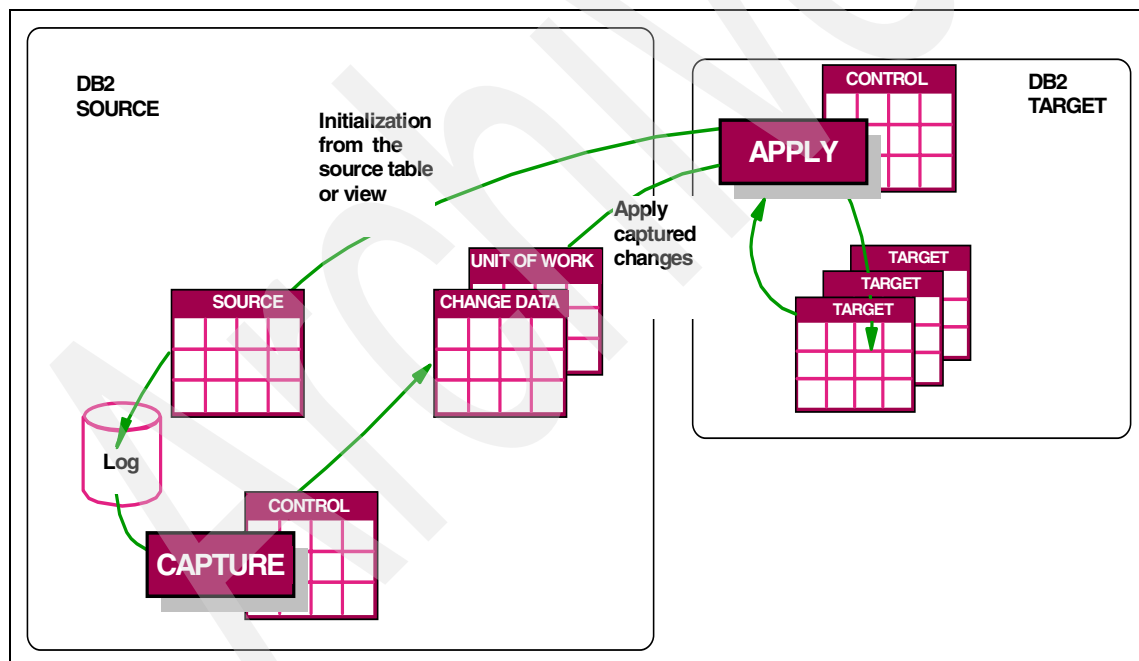 DB2
SOURCE
Initialization
from the
source table
or view
SOURCE
Log
CAPTURE
CONTROL
UNIT OF WORK
CHANGE DATA
Apply
captured
changes
DB2
TARGET
CONTROL
APPLY
TARGET
TARGET
TARGET
Archive